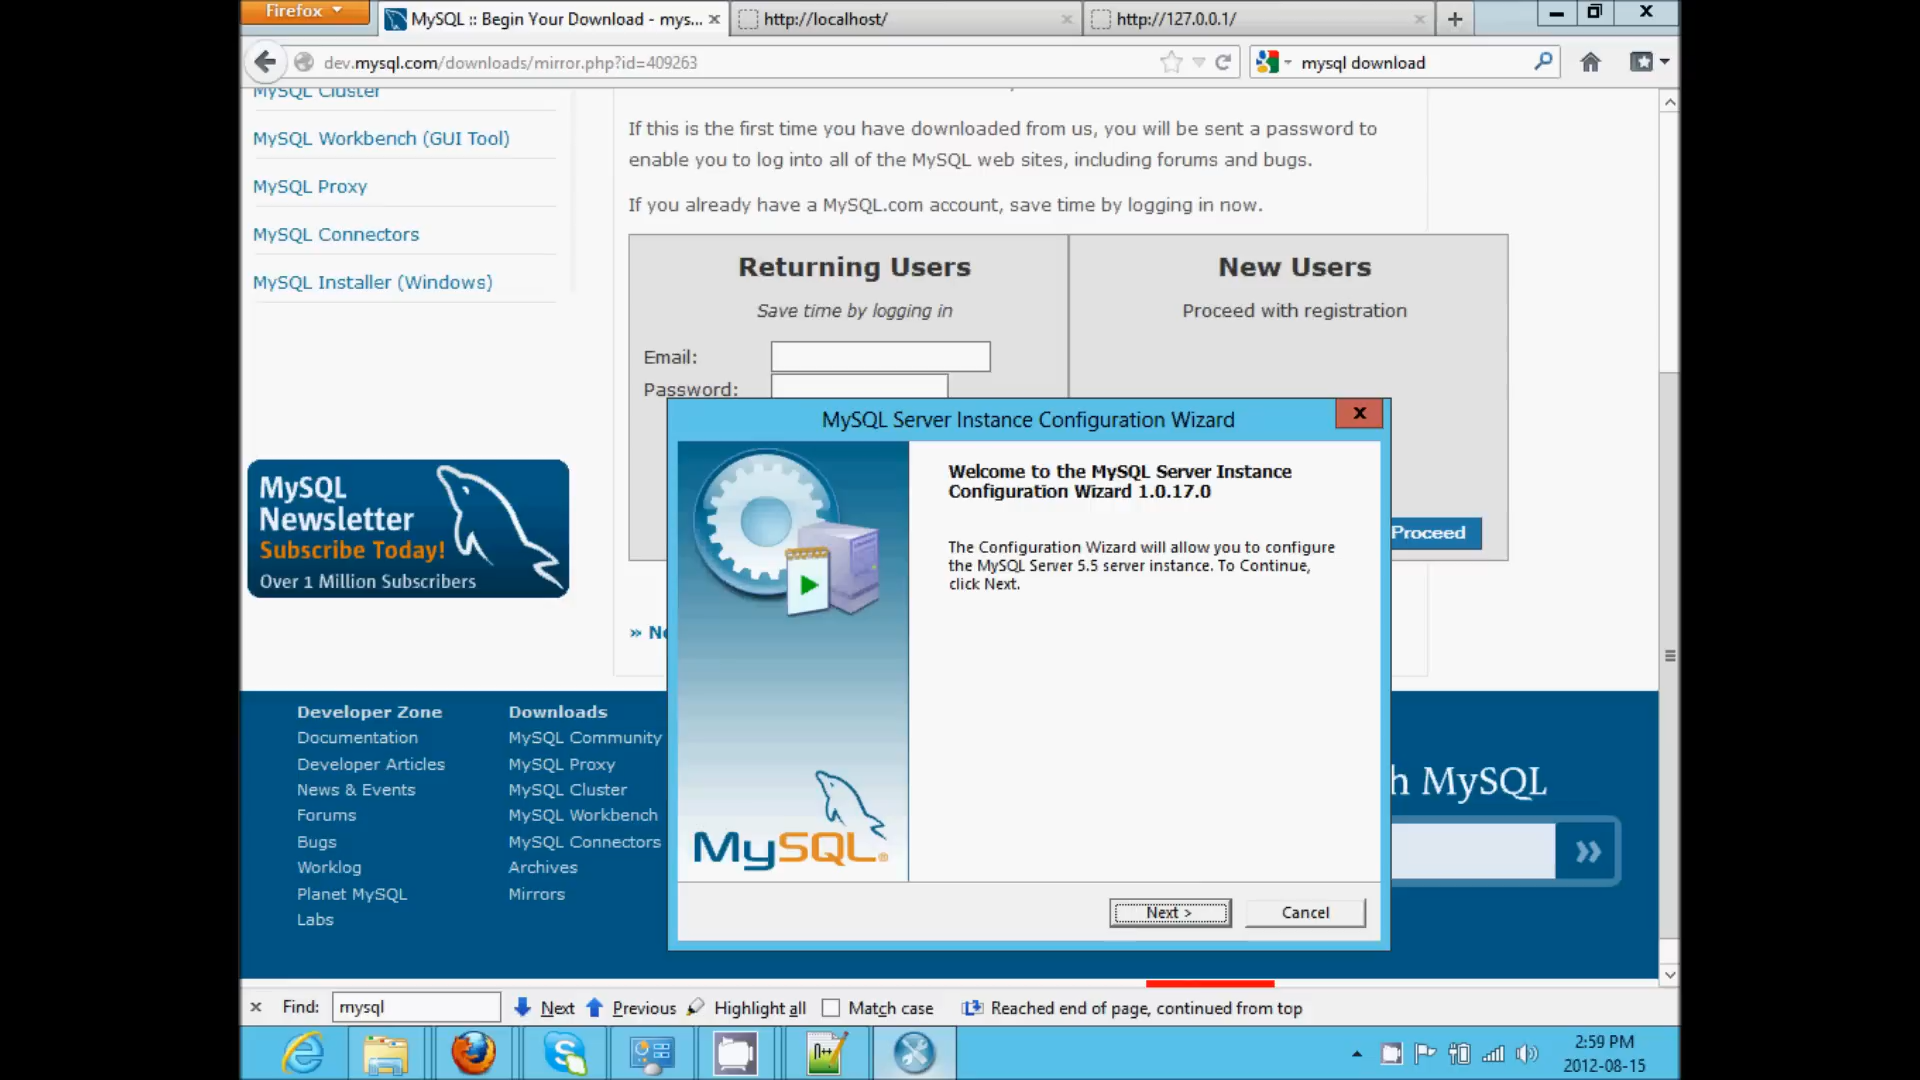 Firefox
MySQL :: Begin Your Download - mys...
http://localhost/
http://127.0.0.1/
dev.mysql.com/downloads/mirror.php?id=409263
mysql download
MySQL Cluster
MySQL Workbench (GUI Tool)
MySQL Proxy
MySQL Connectors
MySQL Installer (Windows)
If this is the first time you have downloaded from us, you will be sent a password to
enable you to log into all of the MySQL web sites, including forums and bugs.
If you already have a MySQL.com account, save time by logging in now.
Returning Users
Save time by logging in
Email:
Password:
New Users
Proceed with registration
Proceed
MySQL
Newsletter
Subscribe Today!
Over 1 Million Subscribers
MySQL Server Instance Configuration Wizard
Welcome to the MySQL Server Instance
Configuration Wizard 1.0.17.0
The Configuration Wizard will allow you to configure
the MySQL Server 5.5 server instance. To Continue,
click Next.
MySQL®
Next >
Cancel
Developer Zone
Documentation
Developer Articles
News & Events
Forums
Bugs
Worklog
Planet MySQL
Labs
Downloads
MySQL Community
MySQL Proxy
MySQL Cluster
MySQL Workbench
MySQL Connectors
Archives
Mirrors
MySQL
Find:
mysql
Next
Previous
Highlight all
Match case
Reached end of page, continued from top
2:59 PM
2012-08-15